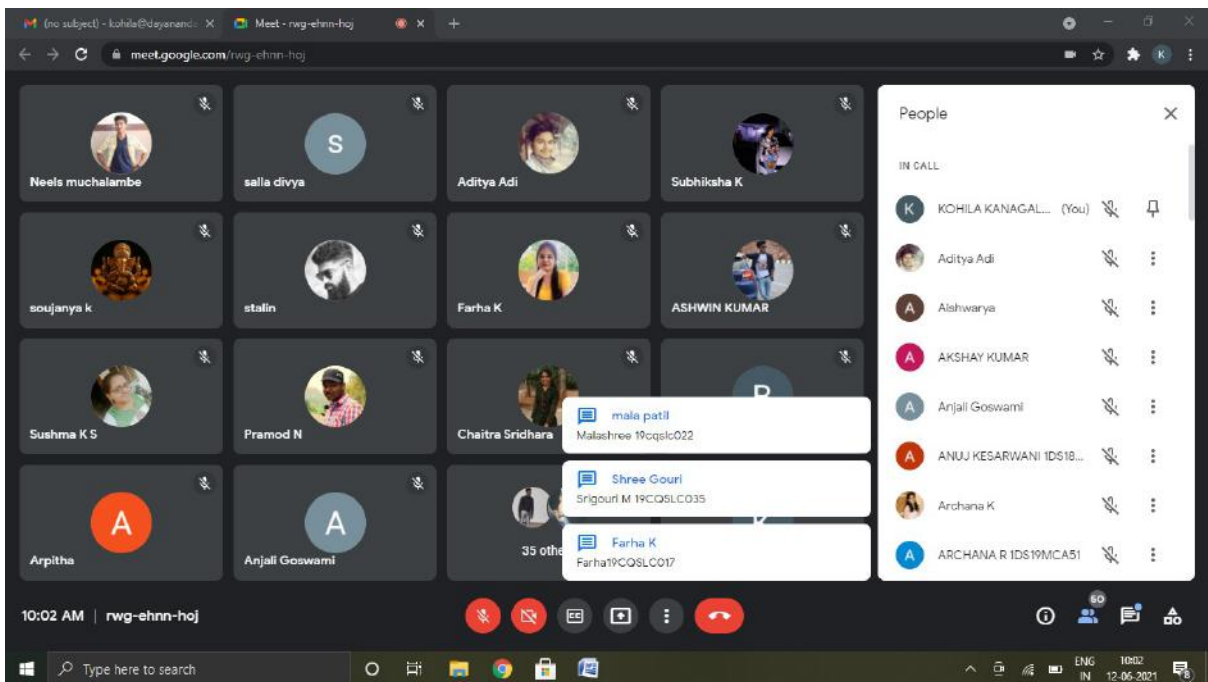 (no subject) - kohila@dayananda
Meet - rwg-ehnn-hoj
meet.google.com/rwg-ehnn-hoj
K
Neels muchalambe
S
salla divya
Aditya Adi
Subhiksha K
soujanya k
stalin
Farha K
ASHWIN KUMAR
Sushma K S
Pramod N
Chaitra Sridhara
A
Arpitha
A
Anjali Goswami
35 othe
mala patil
Malashree 19cqslc022
Shree Gouri
Srigouri M 19CQSLC035
Farha K
Farha19CQSLC017
People
IN CALL
K KOHILA KANAGAL... (You)
Aditya Adi
A Aishwarya
A AKSHAY KUMAR
A Anjali Goswami
A ANUJ KESARWANI 1DS18...
Archana K
A ARCHANA R 1DS19MCA51
10:02 AM | rwg-ehnn-hoj
CC
60
Type here to search
ENG
IN
10:02
12-06-2021